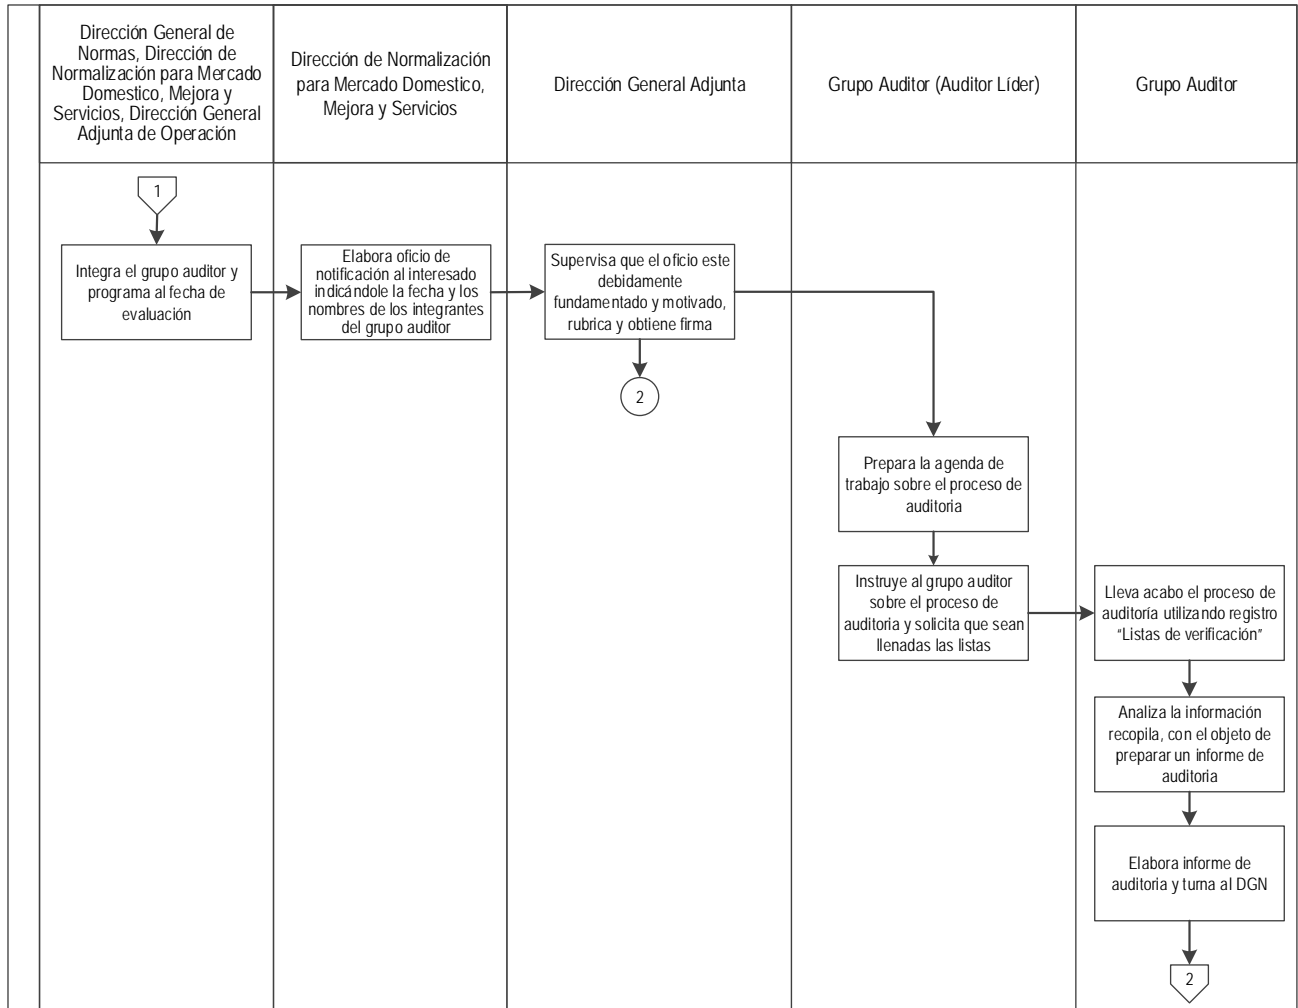 Dirección General de
Normas, Dirección de
Normalización para Mercado
Domestico, Mejora y
Servicios, Dirección General
Adjunta de Operación
Dirección de Normalización
para Mercado Domestico,
Mejora y Servicios
Dirección General Adjunta
Grupo Auditor (Auditor Líder)
Grupo Auditor
1
Integra el grupo auditor y
programa al fecha de
evaluación
Elabora oficio de
notificación al interesado
indicándole la fecha y los
nombres de los integrantes
del grupo auditor
Supervisa que el oficio este
debidamente
fundamentado y motivado,
rubrica y obtiene firma
2
Prepara la agenda de
trabajo sobre el proceso de
auditoria
Instruye al grupo auditor
sobre el proceso de
auditoria y solicita que sean
llenadas las listas
Lleva acabo el proceso de
auditoría utilizando registro
“Listas de verificación”
Analiza la información
recopila, con el objeto de
preparar un informe de
auditoria
Elabora informe de
auditoria y turna al DGN
2